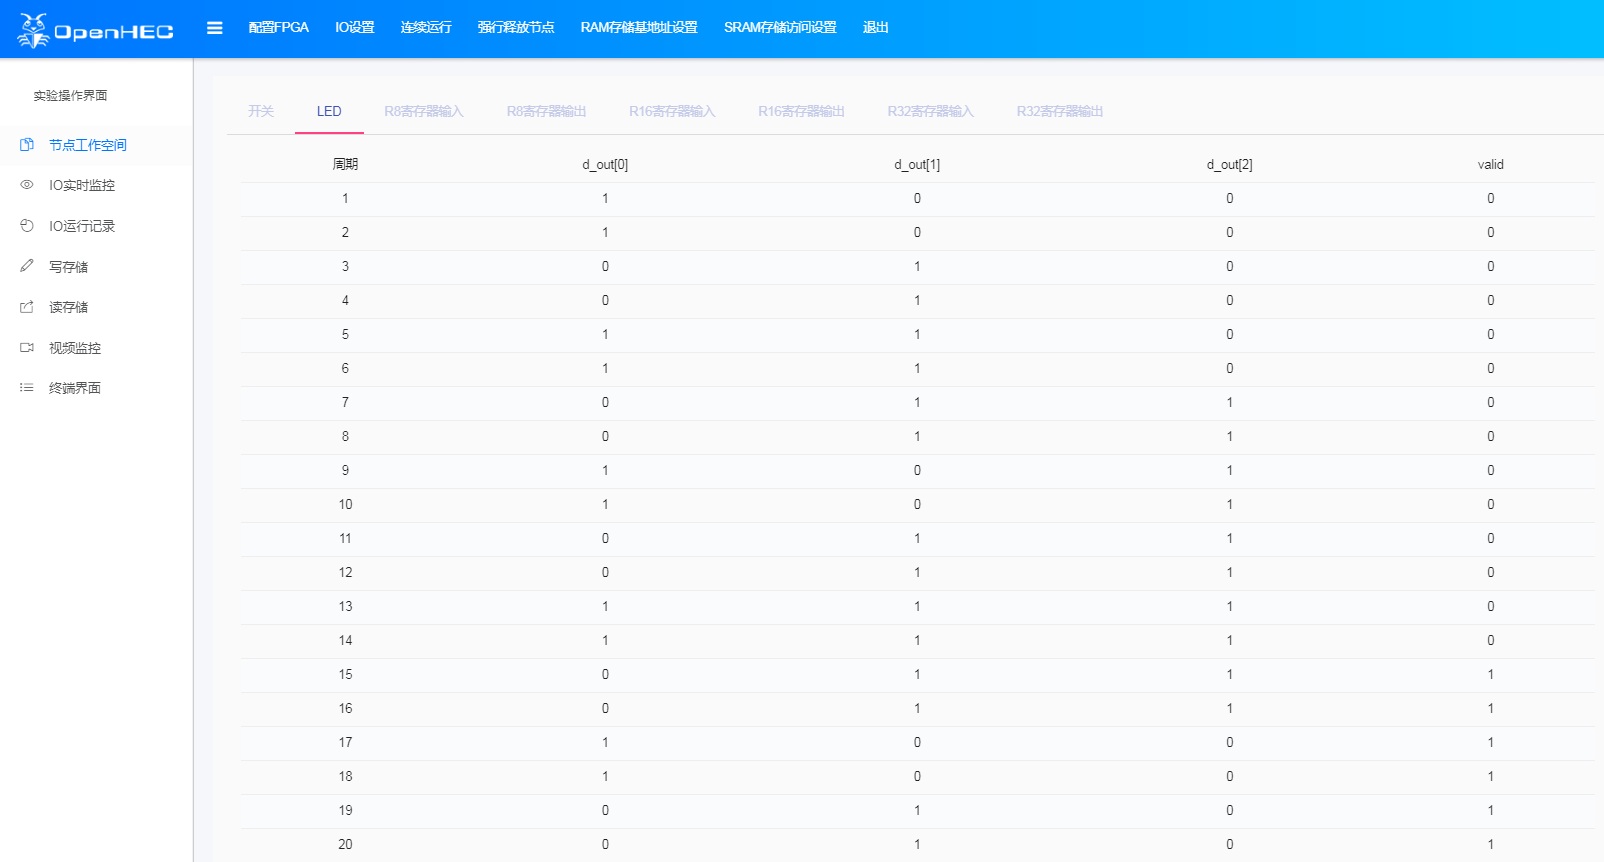 OpenHEC 配置FPGA IO设置 连续运行 强行释放节点 RAM存储基地址设置 SRAM存储访问设置 退出
实验操作界面
节点工作空间
IO实时监控
IO运行记录
写存储
读存储
视频监控
终端界面
开关 LED R8寄存器输入 R8寄存器输出 R16寄存器输入 R16寄存器输出 R32寄存器输入 R32寄存器输出
周期 d_out[0] d_out[1] d_out[2] valid
1 1 0 0 0
2 1 0 0 0
3 0 1 0 0
4 0 1 0 0
5 1 1 0 0
6 1 1 0 0
7 0 1 1 0
8 0 1 1 0
9 1 0 1 0
10 1 0 1 0
11 0 1 1 0
12 0 1 1 0
13 1 1 1 0
14 1 1 1 0
15 0 1 1 1
16 0 1 1 1
17 1 0 0 1
18 1 0 0 1
19 0 1 0 1
20 0 1 0 1